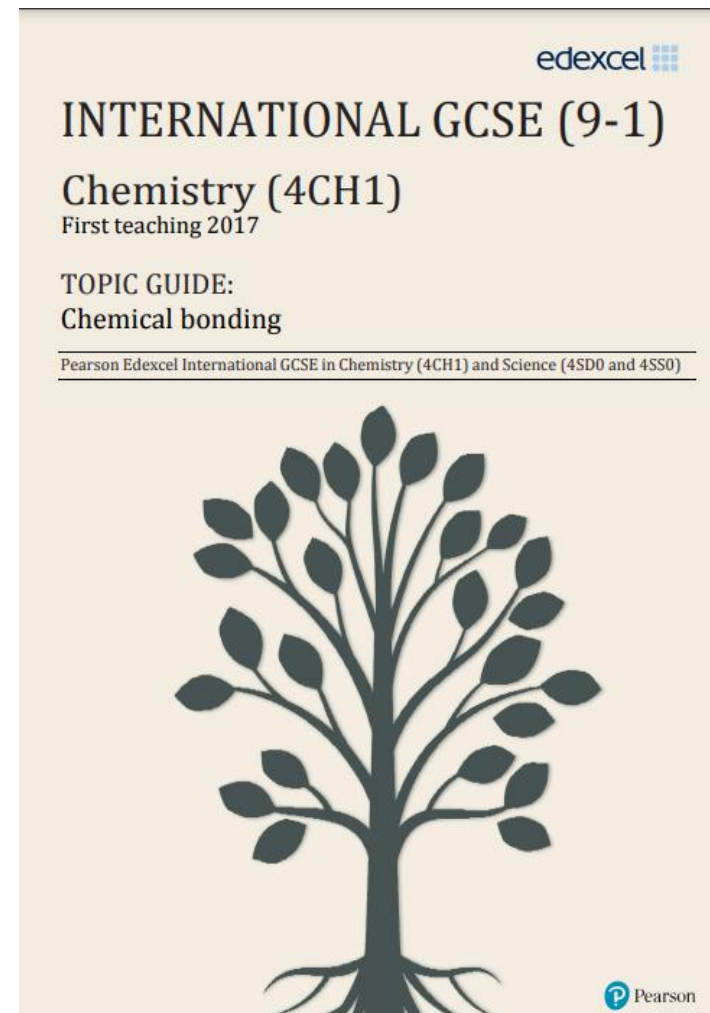 edexcel
INTERNATIONAL GCSE (9-1)
Chemistry (4CH1)
First teaching 2017
TOPIC GUIDE:
Chemical bonding
Pearson Edexcel International GCSE in Chemistry (4CH1) and Science (4SD0 and 4SS0)
P Pearson